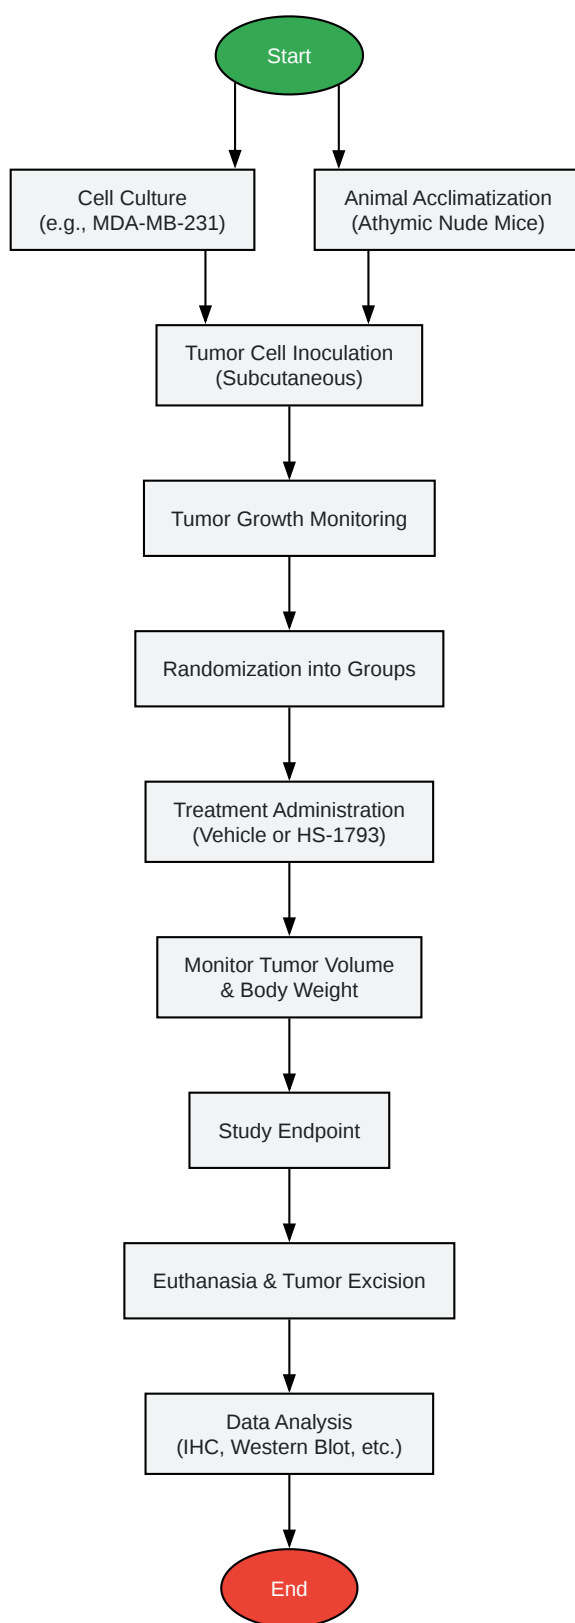 Start
Cell Culture
(e.g., MDA-MB-231)
Animal Acclimatization
(Athymic Nude Mice)
Tumor Cell Inoculation
(Subcutaneous)
Tumor Growth Monitoring
Randomization into Groups
Treatment Administration
(Vehicle or HS-1793)
Monitor Tumor Volume
& Body Weight
Study Endpoint
Euthanasia & Tumor Excision
Data Analysis
(IHC, Western Blot, etc.)
End